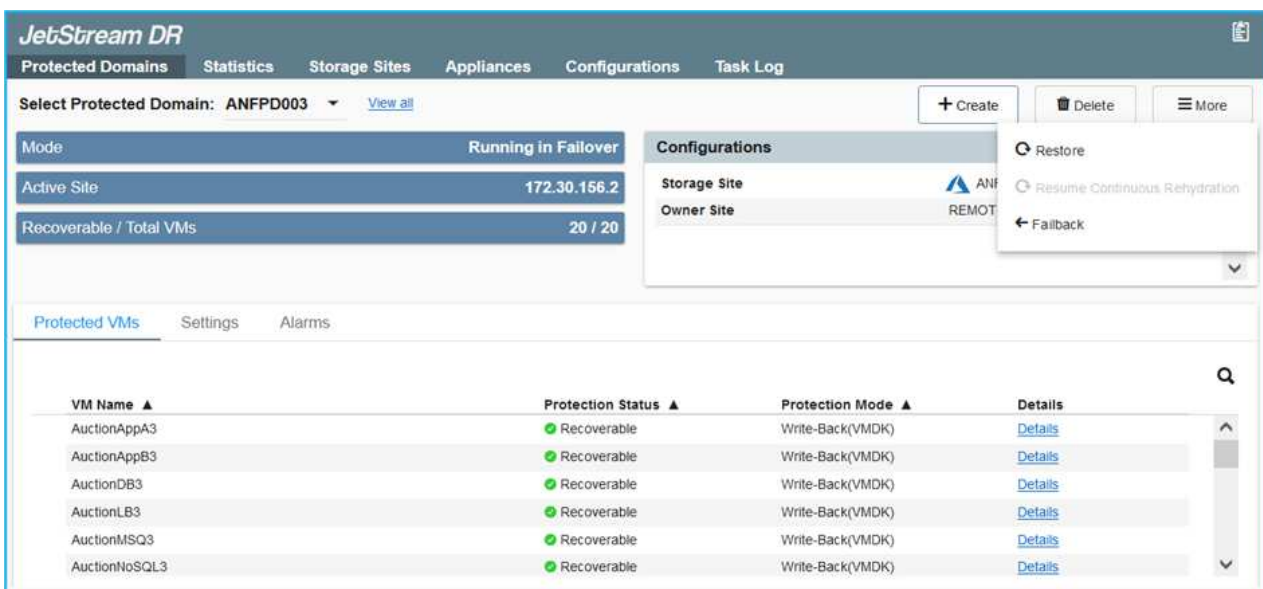 JetStream DR
Protected Domains Statistics Storage Sites Appliances Configurations Task Log
Select Protected Domain: ANFPD003 View all + Create Delete More
Mode Running in Failover
Active Site 172.30.156.2
Recoverable / Total VMs 20 / 20
Configurations
Storage Site ANF
Owner Site REMOT
Restore
Resume Continuous Rehydration
Failback
Protected VMs Settings Alarms
VM Name ▲ Protection Status ▲ Protection Mode ▲ Details
AuctionAppA3 Recoverable Write-Back(VMDK) Details
AuctionAppB3 Recoverable Write-Back(VMDK) Details
AuctionDB3 Recoverable Write-Back(VMDK) Details
AuctionLB3 Recoverable Write-Back(VMDK) Details
AuctionMSQ3 Recoverable Write-Back(VMDK) Details
AuctionNoSQL3 Recoverable Write-Back(VMDK) Details